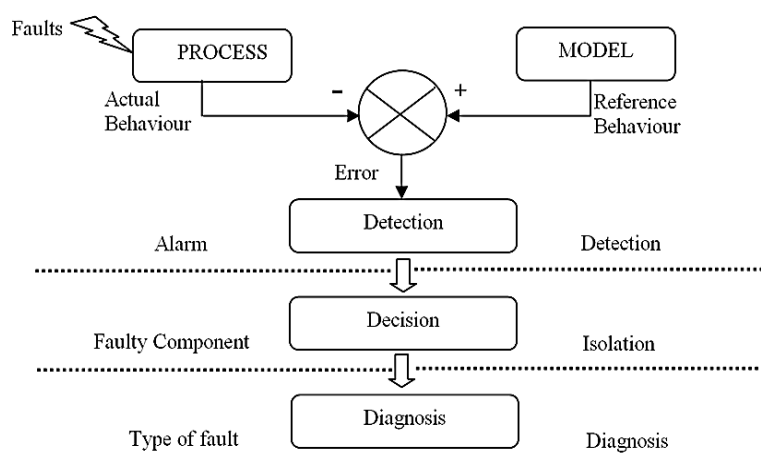 Faults
PROCESS
MODEL
Actual
Behaviour
-
+
Reference
Behaviour
Error
Detection
Alarm
Detection
Decision
Faulty Component
Isolation
Diagnosis
Type of fault
Diagnosis